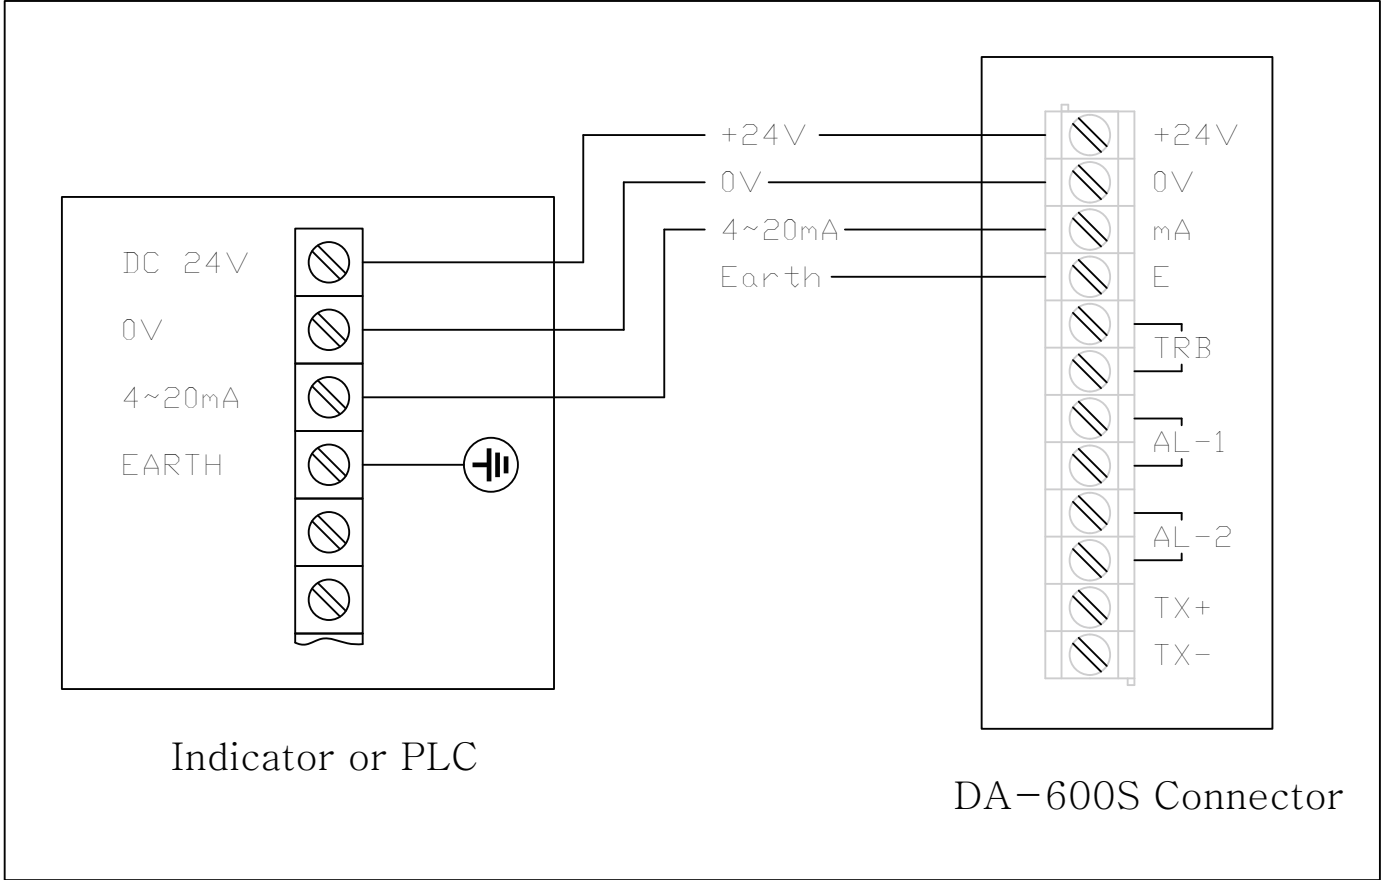 DC 24V
0V
4~20mA
EARTH
Indicator or PLC
+24V
0V
4~20mA
Earth
+24V
0V
mA
E
TRB
AL-1
AL-2
TX+
TX-
DA-600S Connector